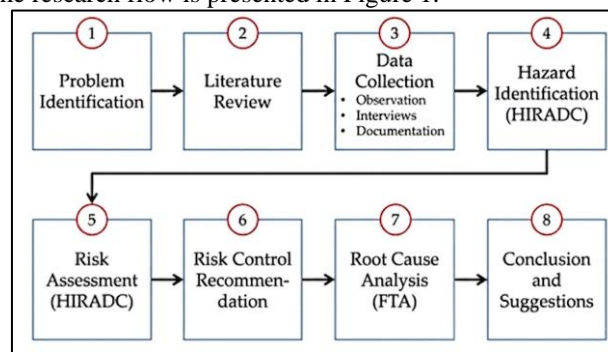 he research flow is presented in Figure 1.
1
Problem
Identification
2
Literature
Review
3
Data
Collection
• Observation
• Interviews
• Documentation
4
Hazard
Identification
(HIRADC)
5
Risk
Assessment
(HIRADC)
6
Risk Control
Recommen-
dation
7
Root Cause
Analysis
(FTA)
8
Conclusion
and
Suggestions